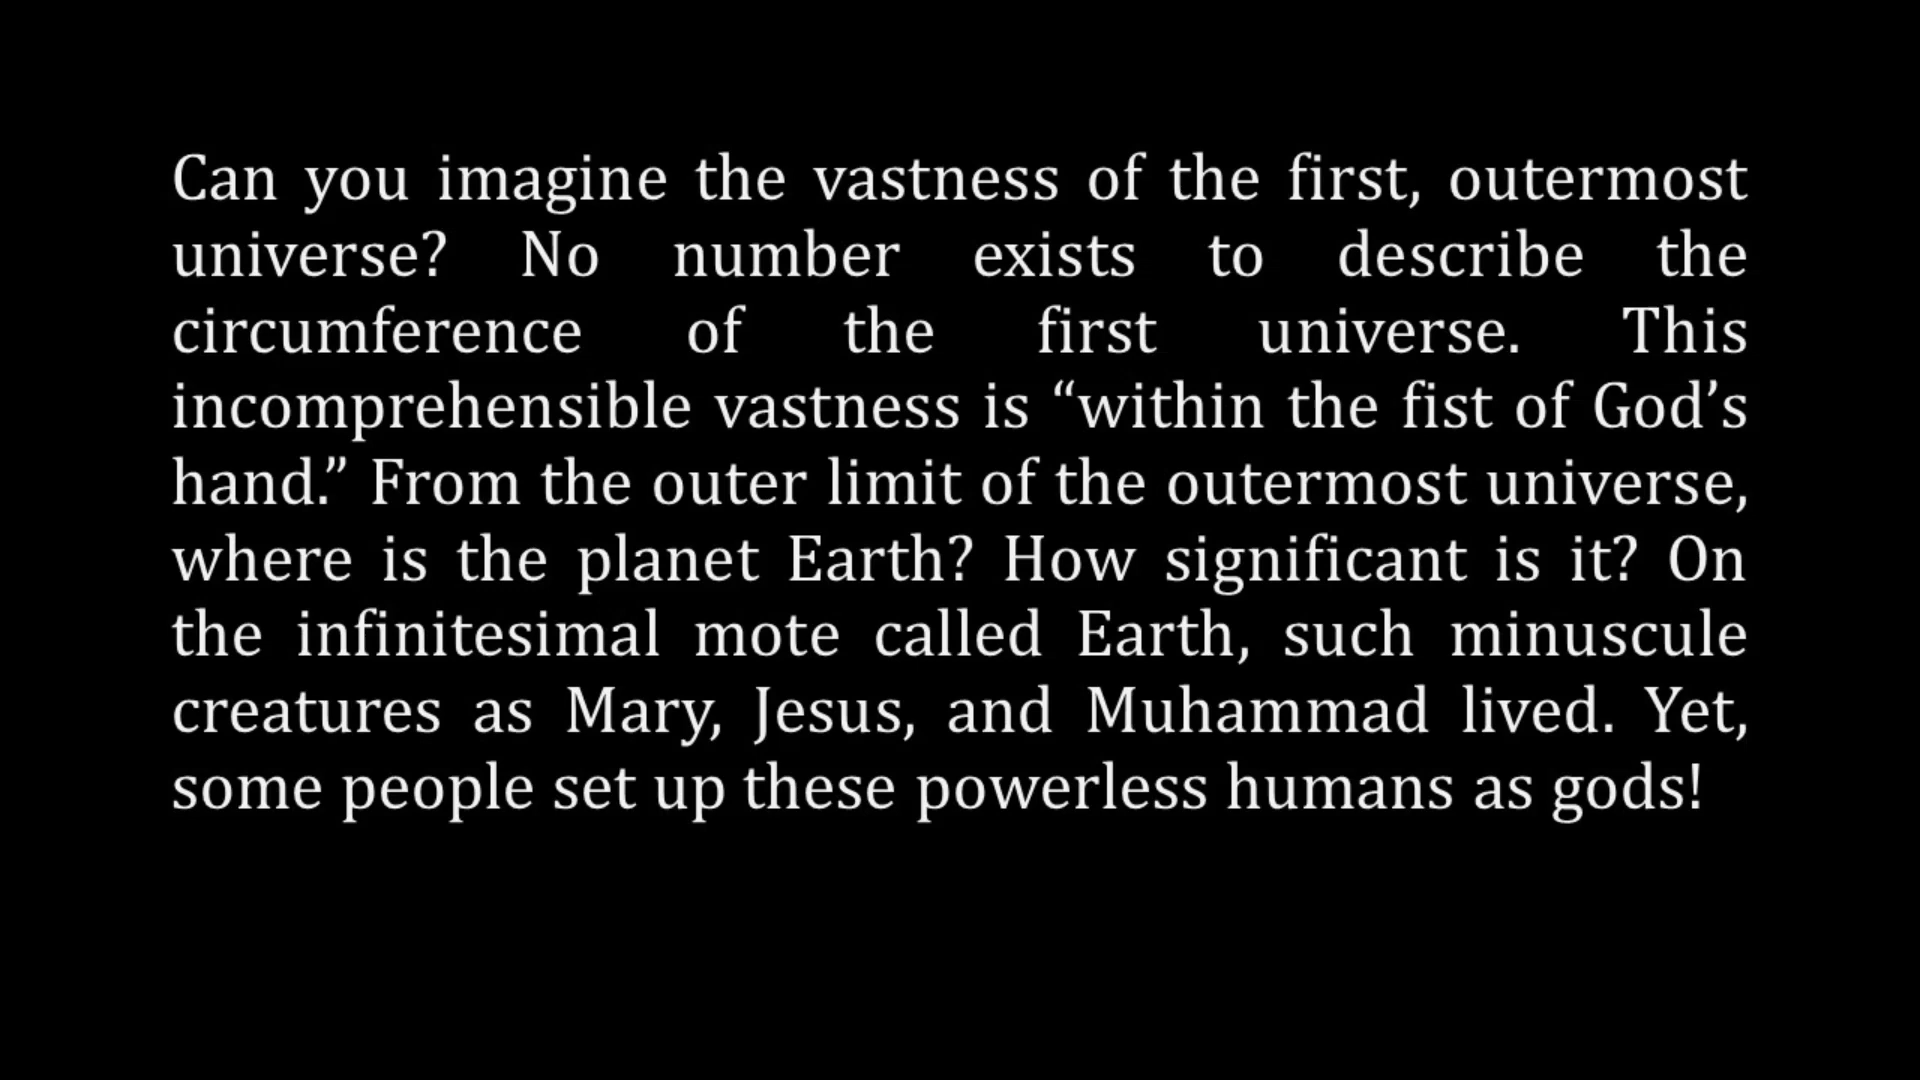 Can you imagine the vastness of the first, outermost
universe? No number exists to describe the
circumference of the first universe. This
incomprehensible vastness is “within the fist of God’s
hand.” From the outer limit of the outermost universe,
where is the planet Earth? How significant is it? On
the infinitesimal mote called Earth, such minuscule
creatures as Mary, Jesus, and Muhammad lived. Yet,
some people set up these powerless humans as gods!